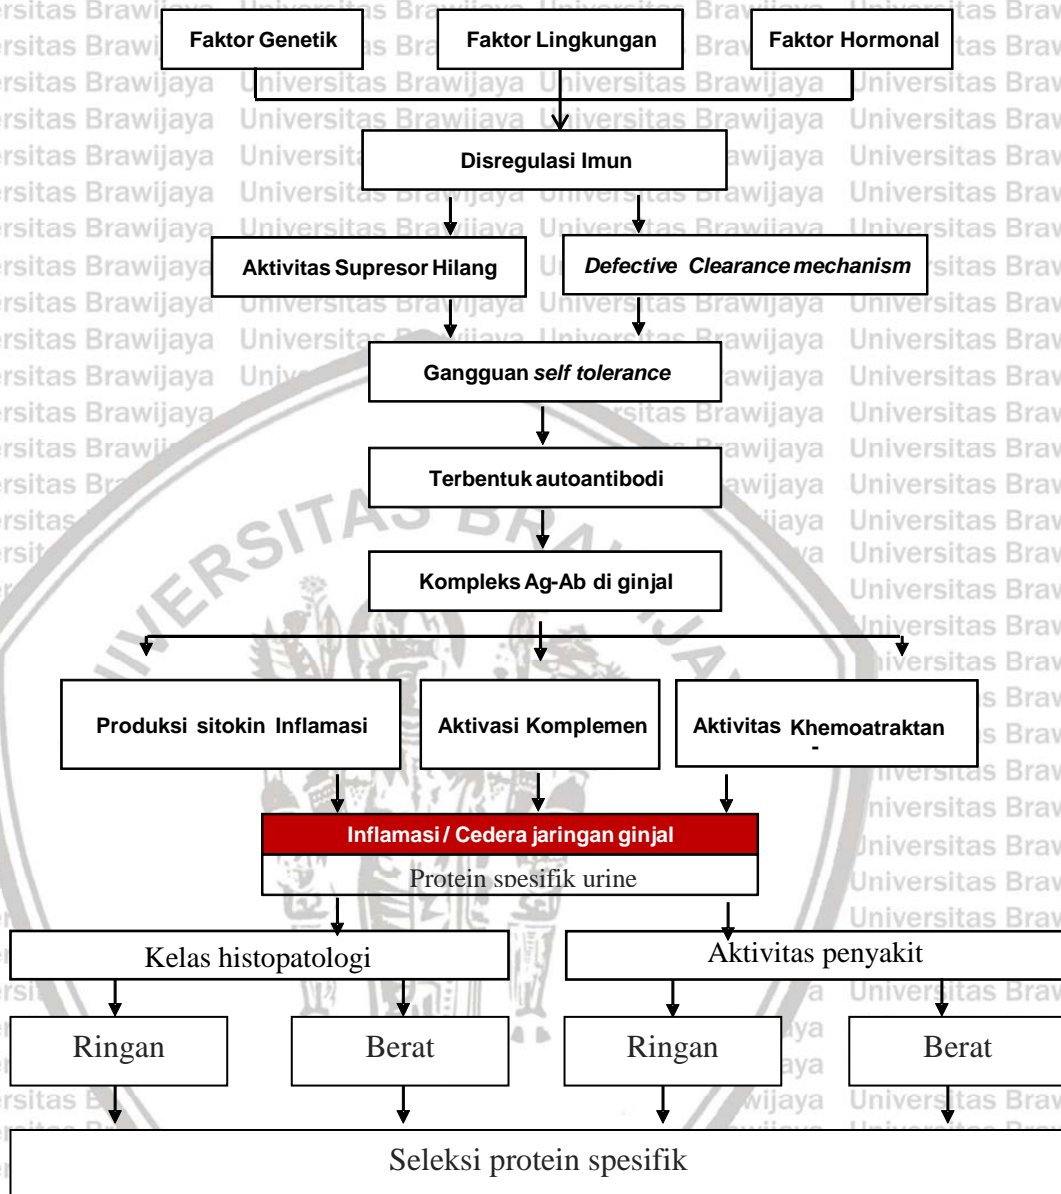 Faktor Genetik
Faktor Lingkungan
Faktor Hormonal
Disregulasi Imun
Aktivitas Supresor Hilang
Defective Clearance mechanism
Gangguan self tolerance
Terbentuk autoantibodi
Kompleks Ag-Ab di ginjal
Produksi sitokin Inflamasi
Aktivasi Komplemen
Aktivitas Khemoatraktan
-
Inflamasi / Cedera jaringan ginjal
Protein spesifik urine
Kelas histopatologi
Aktivitas penyakit
Ringan
Berat
Ringan
Berat
Seleksi protein spesifik